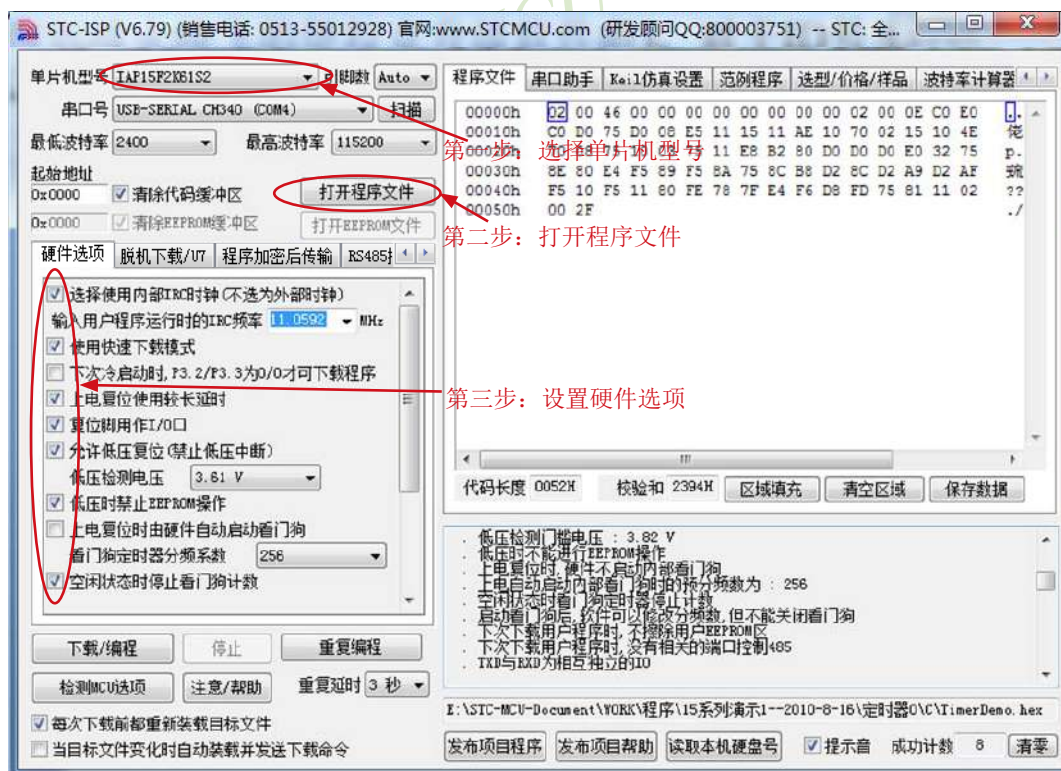 STC-ISP (V6.79) (销售电话: 0513-55012928) 官网:www.STCMCU.com (研发顾问QQ:800003751) -- STC: 全...
单片机型号 IAP15F2K61S2 引脚数 Auto
串口号 USB-SERIAL CH340 (COM4) 扫描
最低波特率 2400 最高波特率 115200
起始地址
0x0000 清除代码缓冲区 打开程序文件
0x0000 清除EEPROM缓冲区 打开EEPROM文件
硬件选项 脱机下载/U7 程序加密后传输 RS485
选择使用内部IRC时钟(不选为外部时钟)
输入用户程序运行时的IRC频率 11.0592 MHz
使用快速下载模式
下次冷启动时,P3.2/P3.3为0/0才可下载程序
上电复位使用较长延时
复位脚用作I/O口
允许低压复位(禁止低压中断)
低压检测电压 3.61 V
低压时禁止EEPROM操作
上电复位时由硬件自动启动看门狗
看门狗定时器分频系数 256
空闲状态时停止看门狗计数
下载/编程 停止 重复编程
检测MCU选项 注意/帮助 重复延时 3 秒
每次下载前都重新装载目标文件
当目标文件变化时自动装载并发送下载命令
程序文件 串口助手 Keil仿真设置 范例程序 选型/价格/样品 波特率计算器
00000h 02 00 46 00 00 00 00 00 00 00 00 02 00 0E C0 E0
00010h C0 D0 75 D0 08 E5 11 15 11 AE 10 70 02 15 10 4E 佬
00020h 11 E8 B2 80 D0 D0 D0 E0 32 75 p.
第一步：选择单片机型号
00030h 8E 80 E4 F5 89 F5 8A 75 8C B8 D2 8C D2 A9 D2 AF
00040h F5 10 F5 11 80 FE 78 7F E4 F6 D8 FD 75 81 11 02 ??
00050h 00 2F ./
第二步：打开程序文件
第三步：设置硬件选项
代码长度 0052H 校验和 2394H 区域填充 清空区域 保存数据
. 低压检测门槛电压 : 3.82 V
. 低压时不能进行EEPROM操作
. 上电复位时,硬件不启动内部看门狗
. 上电自动启动内部看门狗时的预分频数为 : 256
. 空闲状态时看门狗定时器停止计数
. 启动看门狗后,软件可以修改分频数,但不能关闭看门狗
. 下次下载用户程序时,不擦除用户EEPROM区
. 下次下载用户程序时,没有相关的端口控制485
. TXD与RXD为相互独立的IO
E:\STC-MCU-Document\WORK\程序\15系列演示1--2010-8-16\定时器0\C\TimerDemo.hex
发布项目程序 发布项目帮助 读取本机硬盘号 提示音 成功计数 8 清零